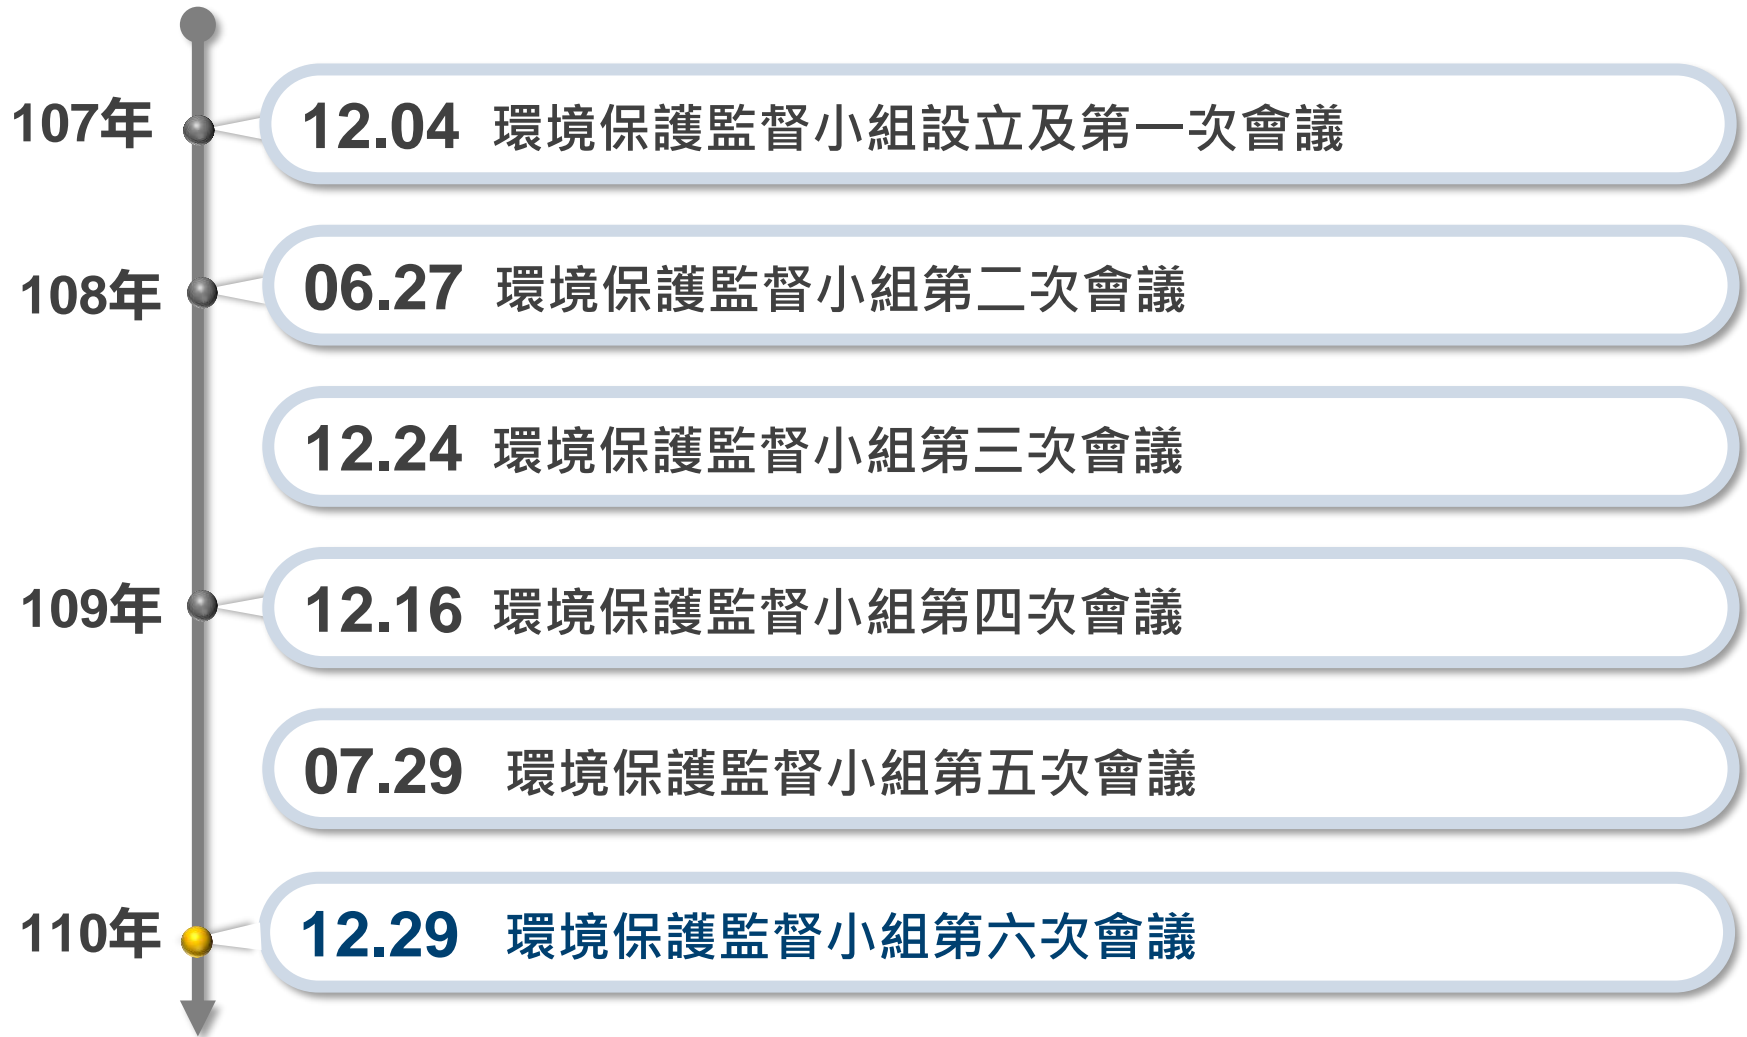 107年
12.04 環境保護監督小組設立及第一次會議
108年
06.27 環境保護監督小組第二次會議
12.24 環境保護監督小組第三次會議
109年
12.16 環境保護監督小組第四次會議
07.29 環境保護監督小組第五次會議
110年
12.29 環境保護監督小組第六次會議